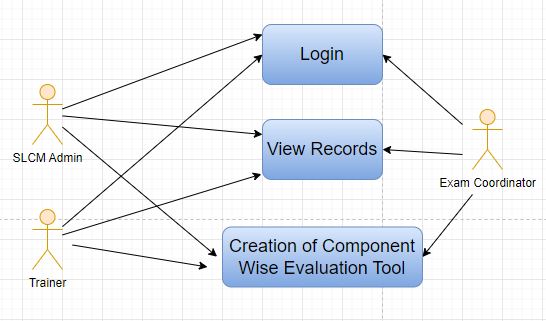 Login
SLCM Admin
View Records
Exam Coordinator
Creation of Component
Wise Evaluation Tool
Trainer